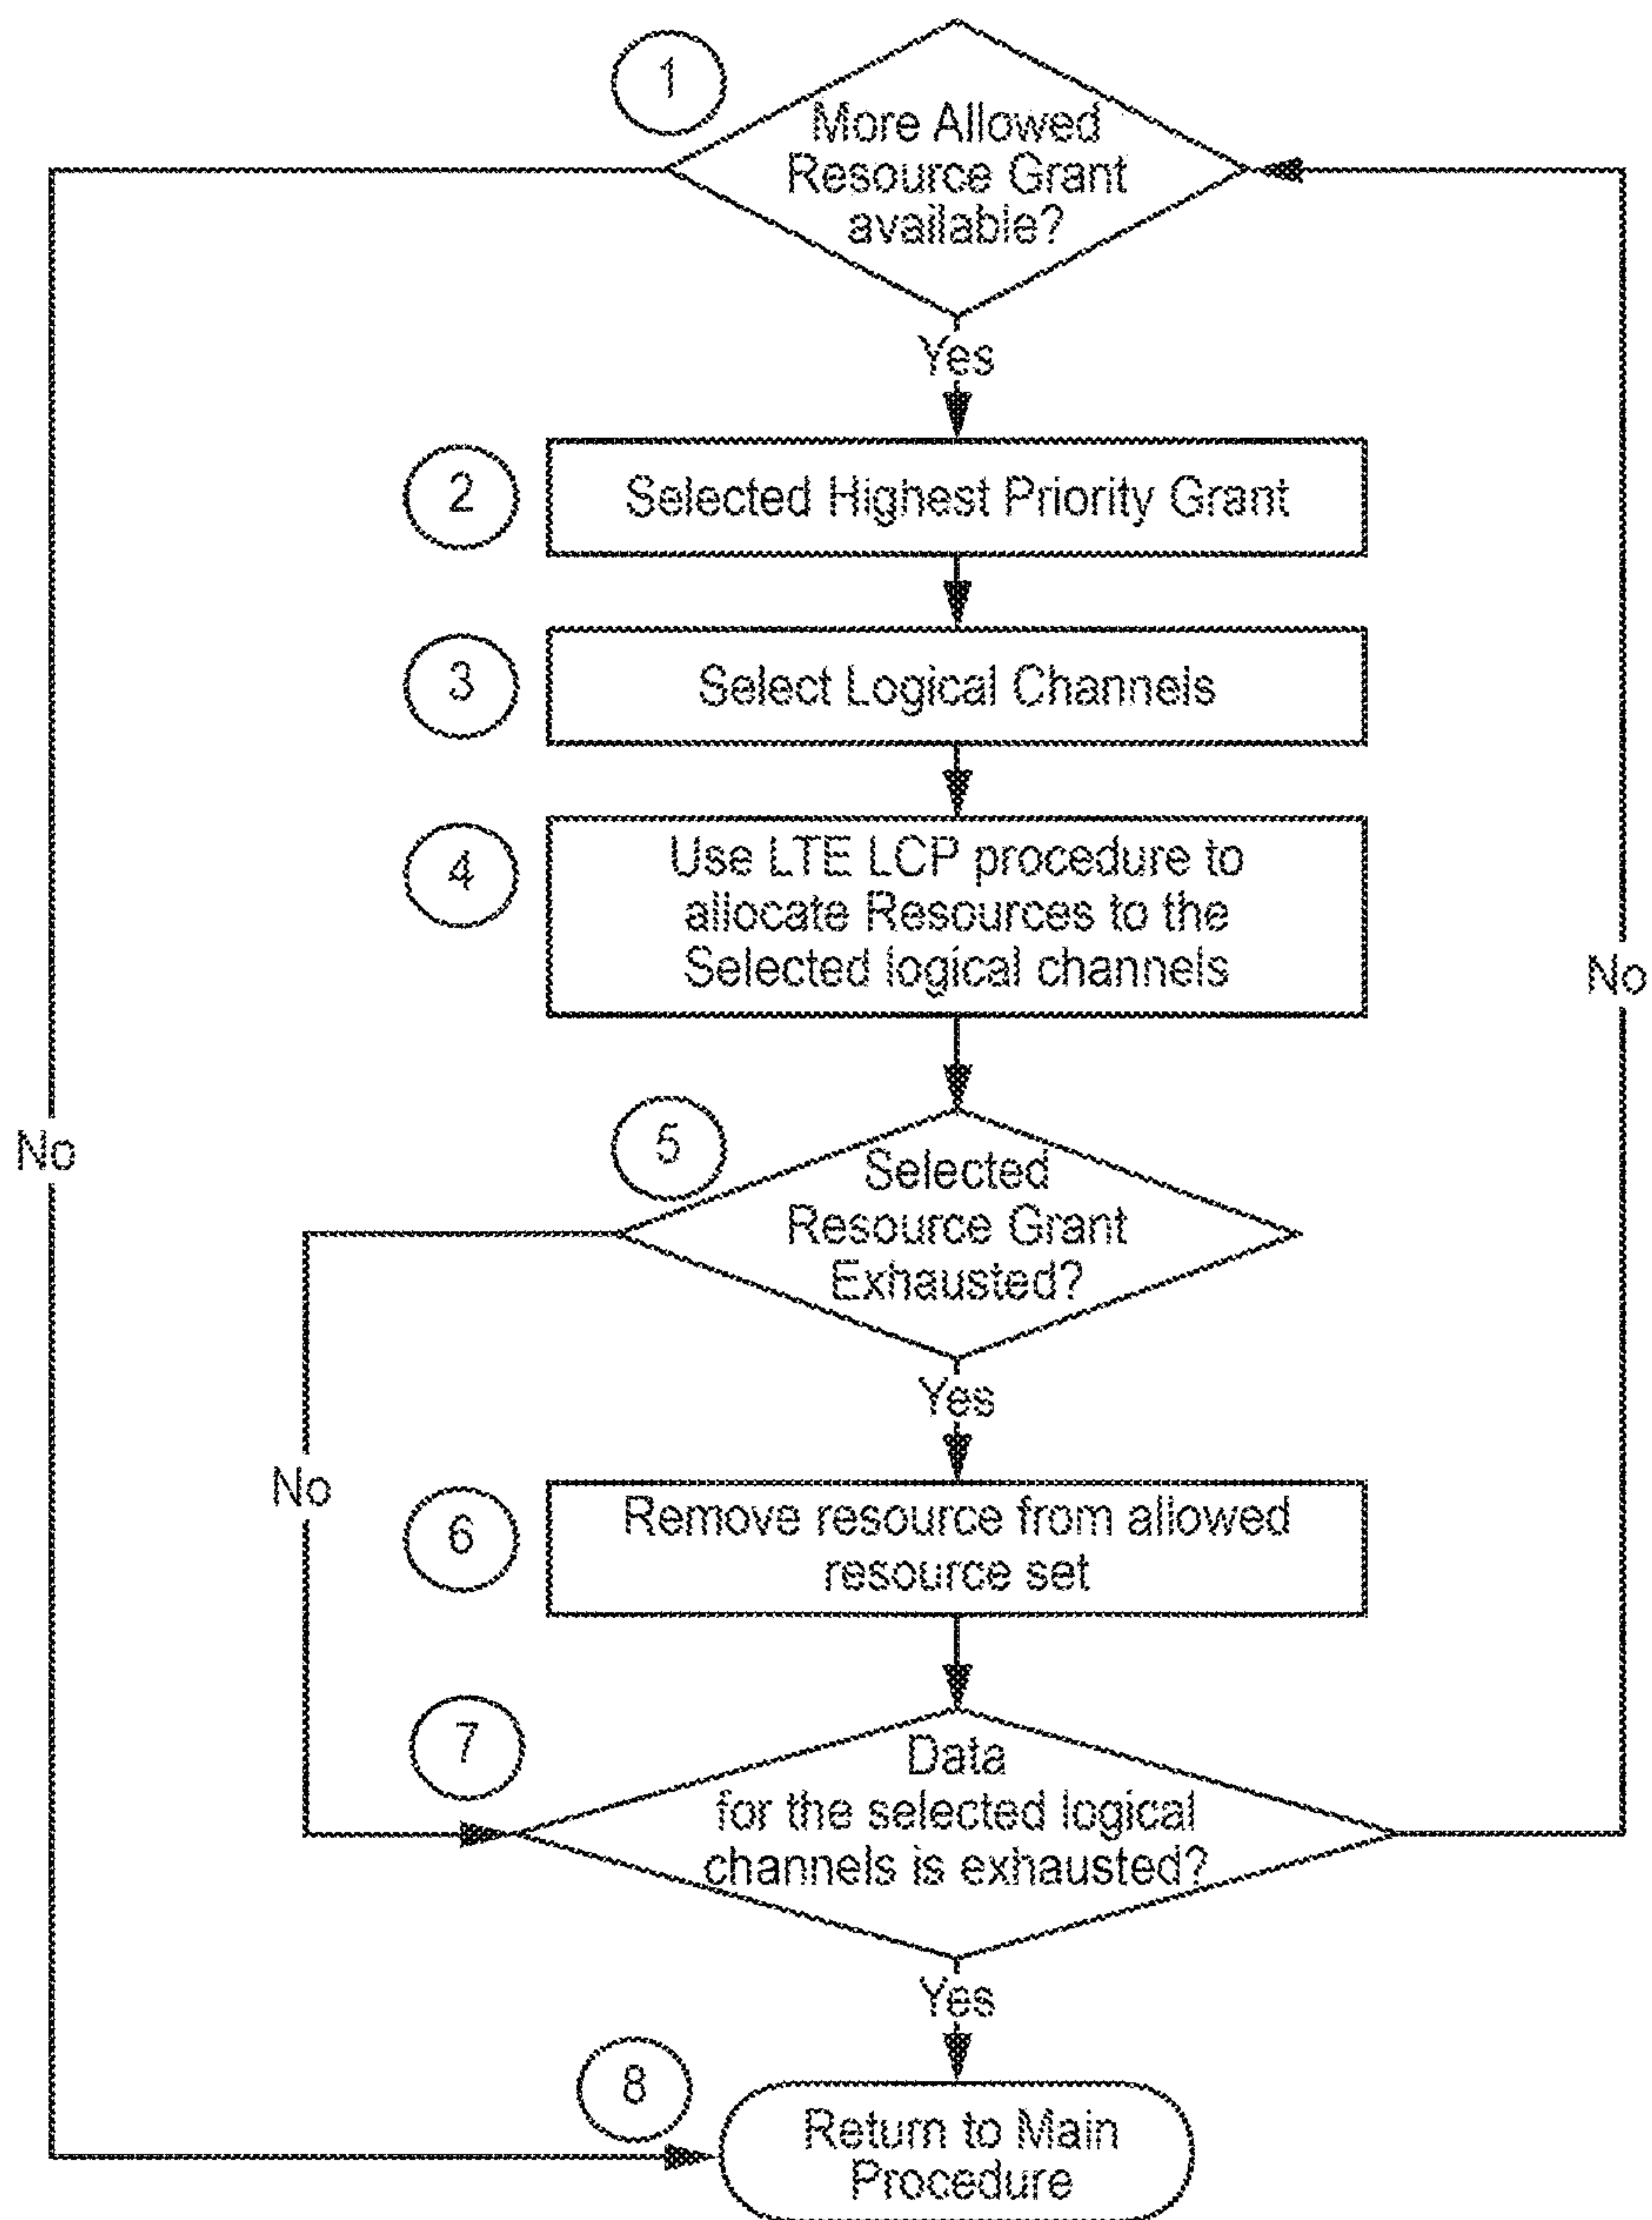 1
More Allowed
Resource Grant
available?
Yes
2
Selected Highest Priority Grant
3
Select Logical Channels
4
Use LTE LCP procedure to
allocate Resources to the
Selected logical channels
No
No
5
Selected
Resource Grant
Exhausted?
Yes
No
6
Remove resource from allowed
resource set
7
Data
for the selected logical
channels is exhausted?
Yes
8
Return to Main
Procedure